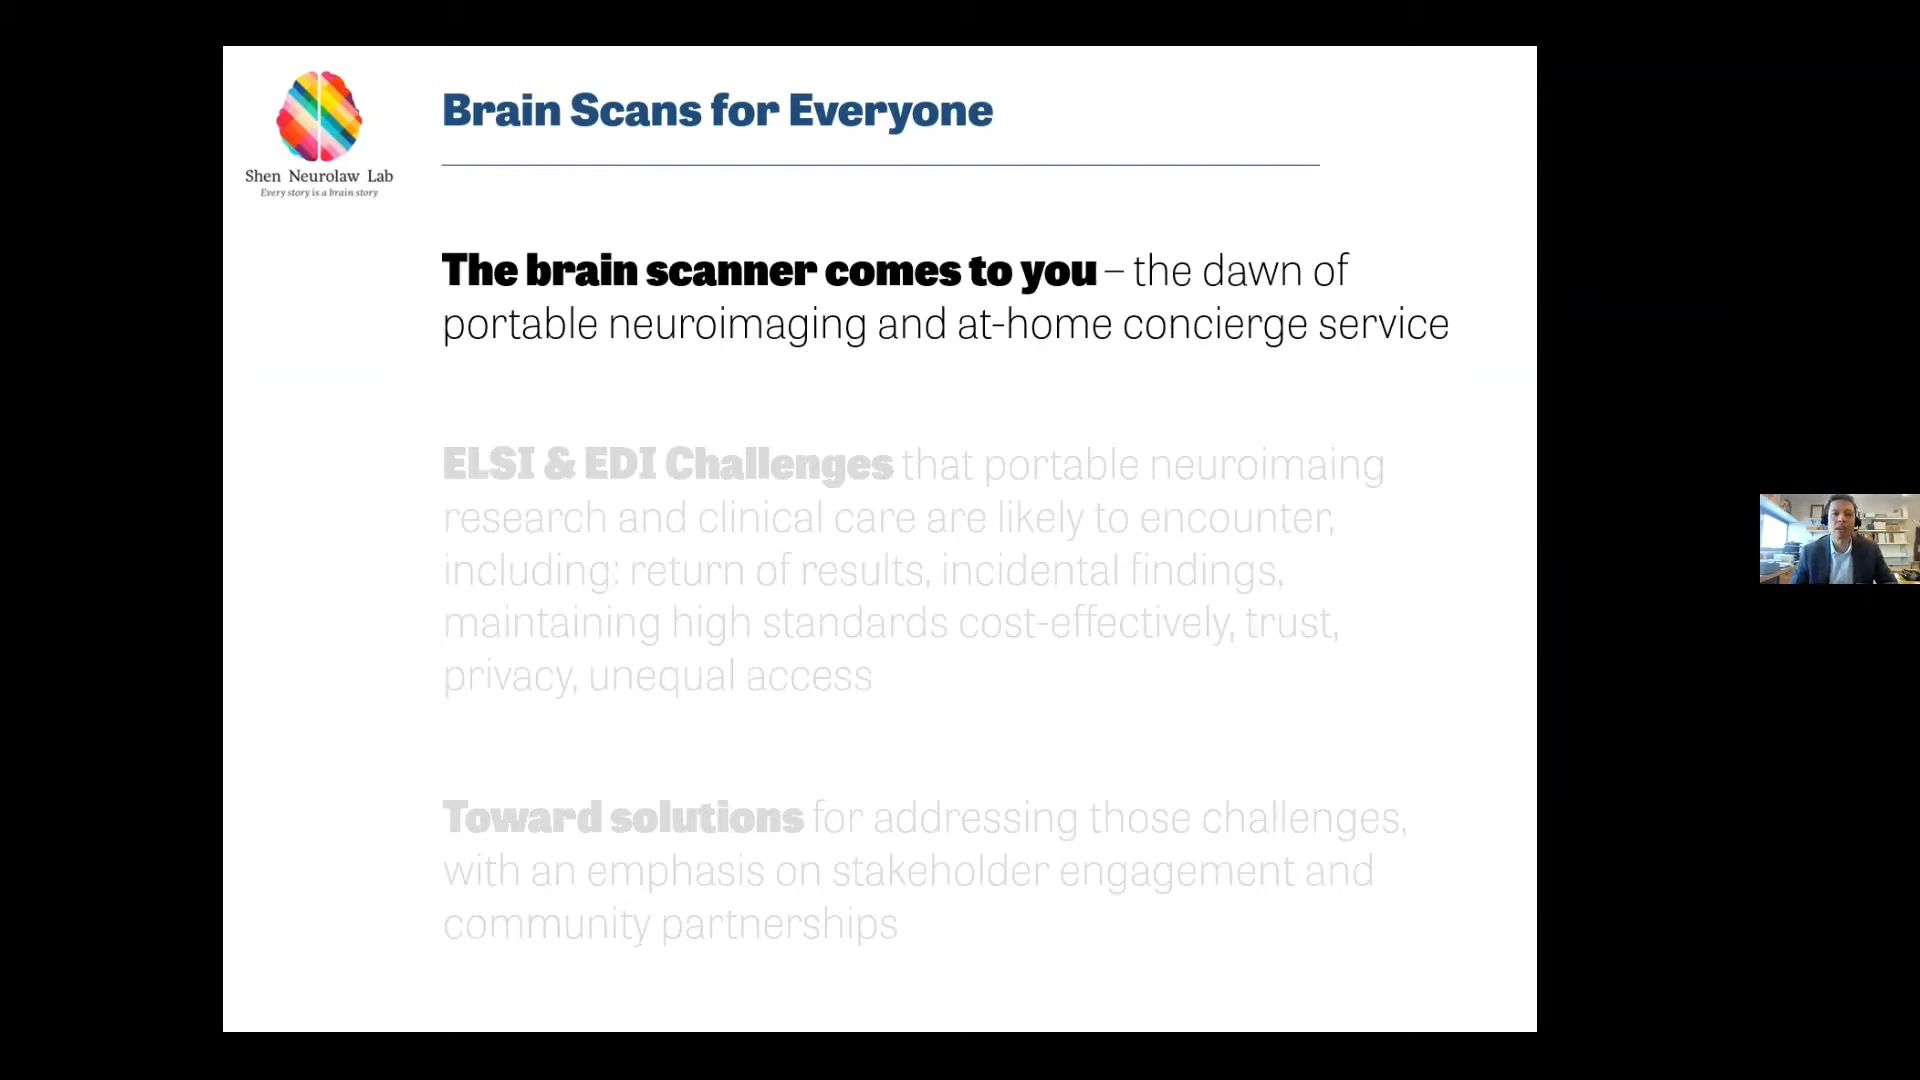 Brain Scans for Everyone
Shen Neurolaw Lab
Every story is a brain story
The brain scanner comes to you – the dawn of
portable neuroimaging and at-home concierge service
ELSI & EDI Challenges that portable neuroimaing
research and clinical care are likely to encounter,
including: return of results, incidental findings,
maintaining high standards cost-effectively, trust,
privacy, unequal access
Toward solutions for addressing those challenges,
with an emphasis on stakeholder engagement and
community partnerships